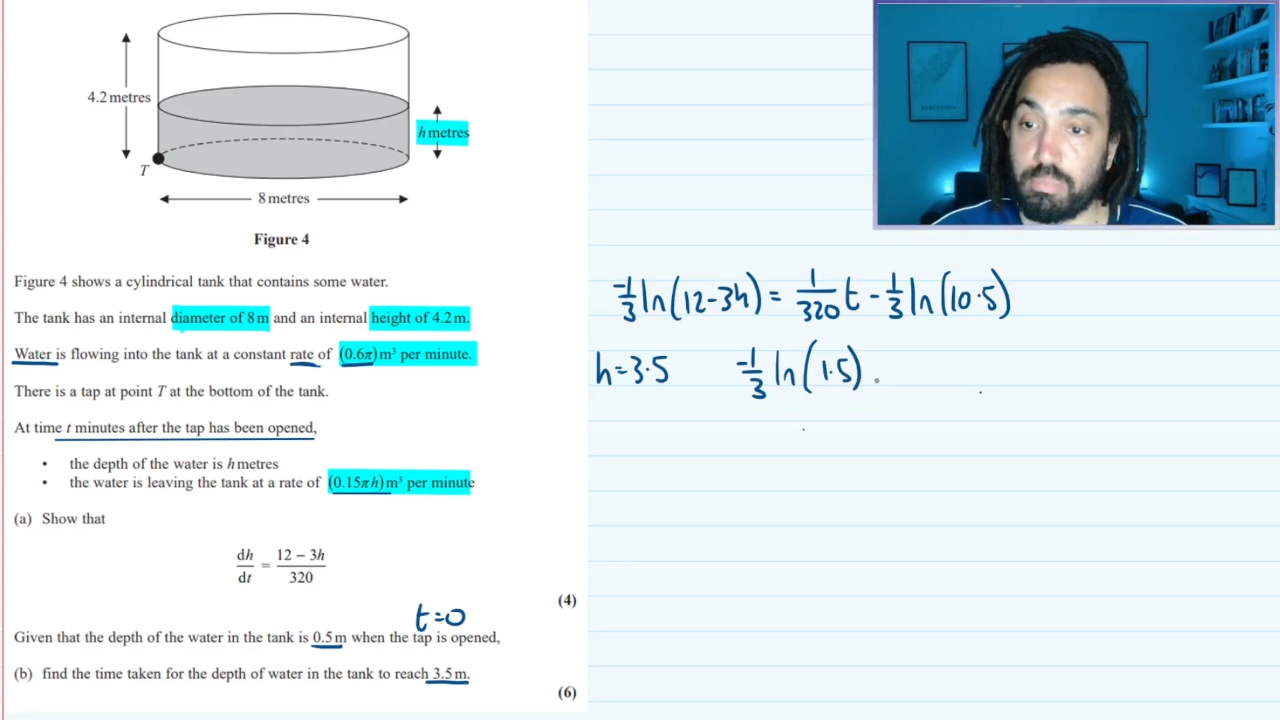 4.2 metres
h metres
T
8 metres
Figure 4
Figure 4 shows a cylindrical tank that contains some water.
The tank has an internal diameter of 8 m and an internal height of 4.2 m.
Water is flowing into the tank at a constant rate of (0.6π) m³ per minute.
There is a tap at point T at the bottom of the tank.
At time t minutes after the tap has been opened,
• the depth of the water is h metres
• the water is leaving the tank at a rate of (0.15πh) m³ per minute
(a) Show that
dh/dt = (12 – 3h)/320
(4)
t=0
Given that the depth of the water in the tank is 0.5 m when the tap is opened,
(b) find the time taken for the depth of water in the tank to reach 3.5 m.
(6)
-1/3 ln(12-3h) = 1/320 t - 1/3 ln(10.5)
h=3.5 -1/3 ln(1.5)